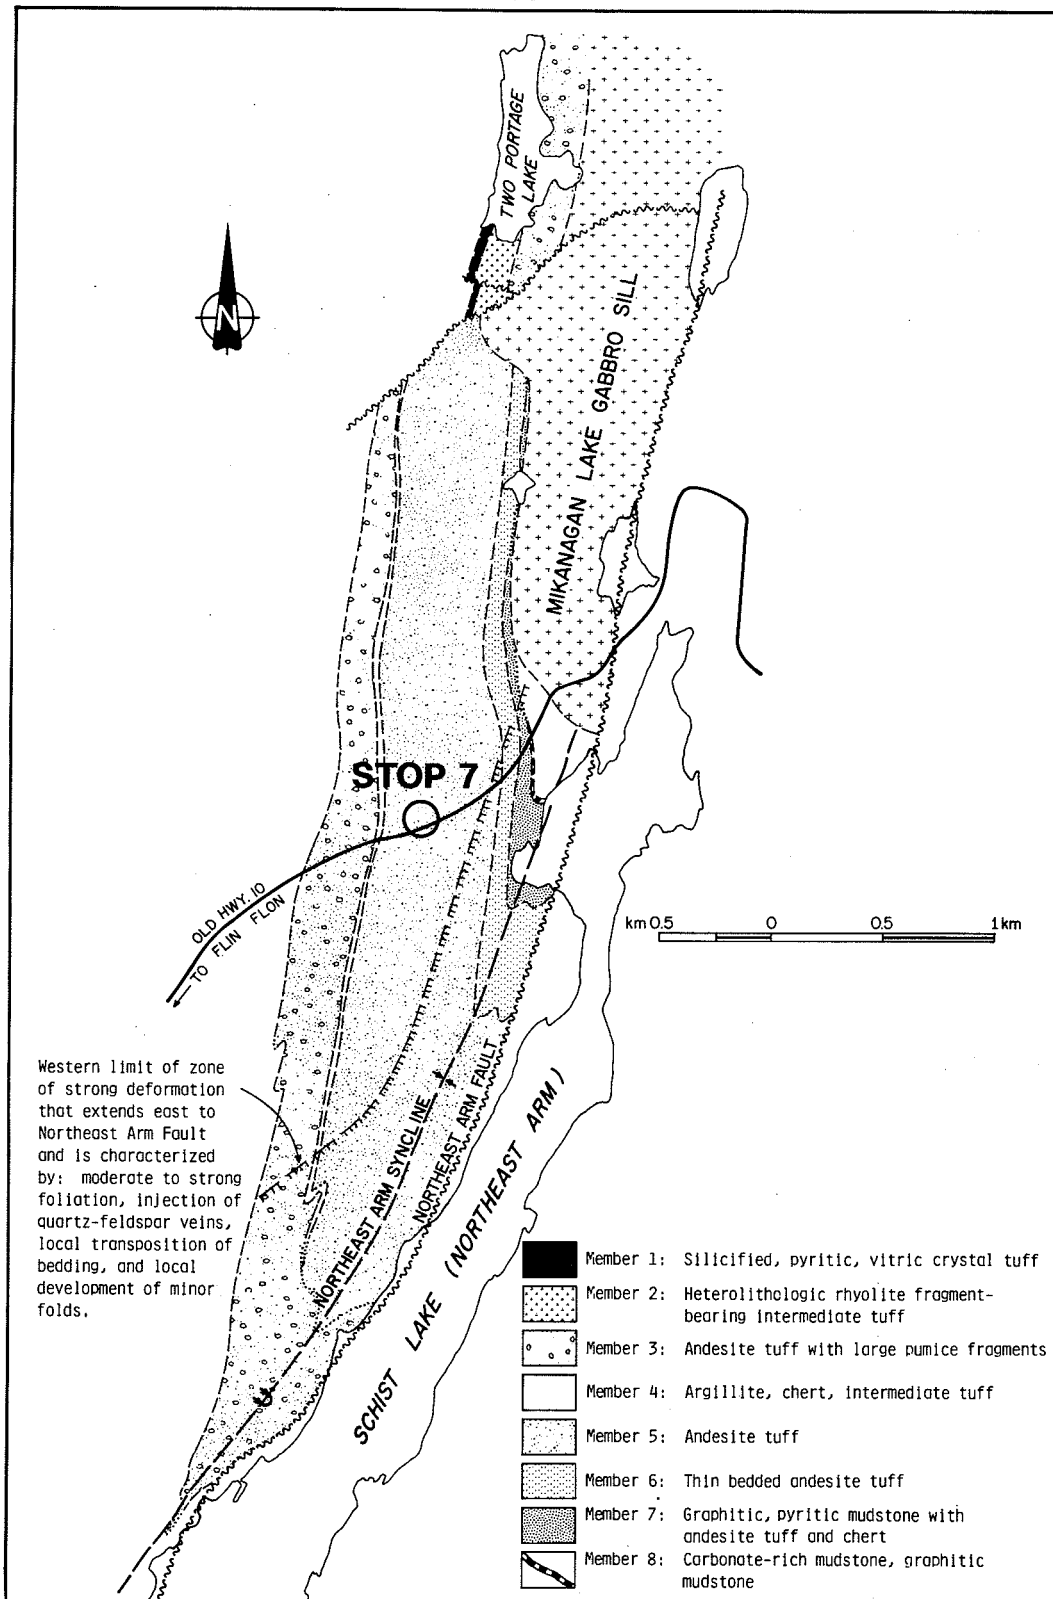 TWO PORTAGE
LAKE
N
MIKANAGAN LAKE GABBRO SILL
STOP 7
OLD HWY. 10
TO FLIN FLON
km 0.5 0 0.5 1 km
Western limit of zone
of strong deformation
that extends east to
Northeast Arm Fault
and is characterized
by: moderate to strong
foliation, injection of
quartz-feldspar veins,
local transposition of
bedding, and local
development of minor
folds.
NORTHEAST ARM SYNCLINE
NORTHEAST ARM FAULT
SCHIST LAKE (NORTHEAST ARM)
Member 1: Silicified, pyritic, vitric crystal tuff
Member 2: Heterolithologic rhyolite fragment-
bearing intermediate tuff
Member 3: Andesite tuff with large pumice fragments
Member 4: Argillite, chert, intermediate tuff
Member 5: Andesite tuff
Member 6: Thin bedded andesite tuff
Member 7: Graphitic, pyritic mudstone with
andesite tuff and chert
Member 8: Carbonate-rich mudstone, graphitic
mudstone